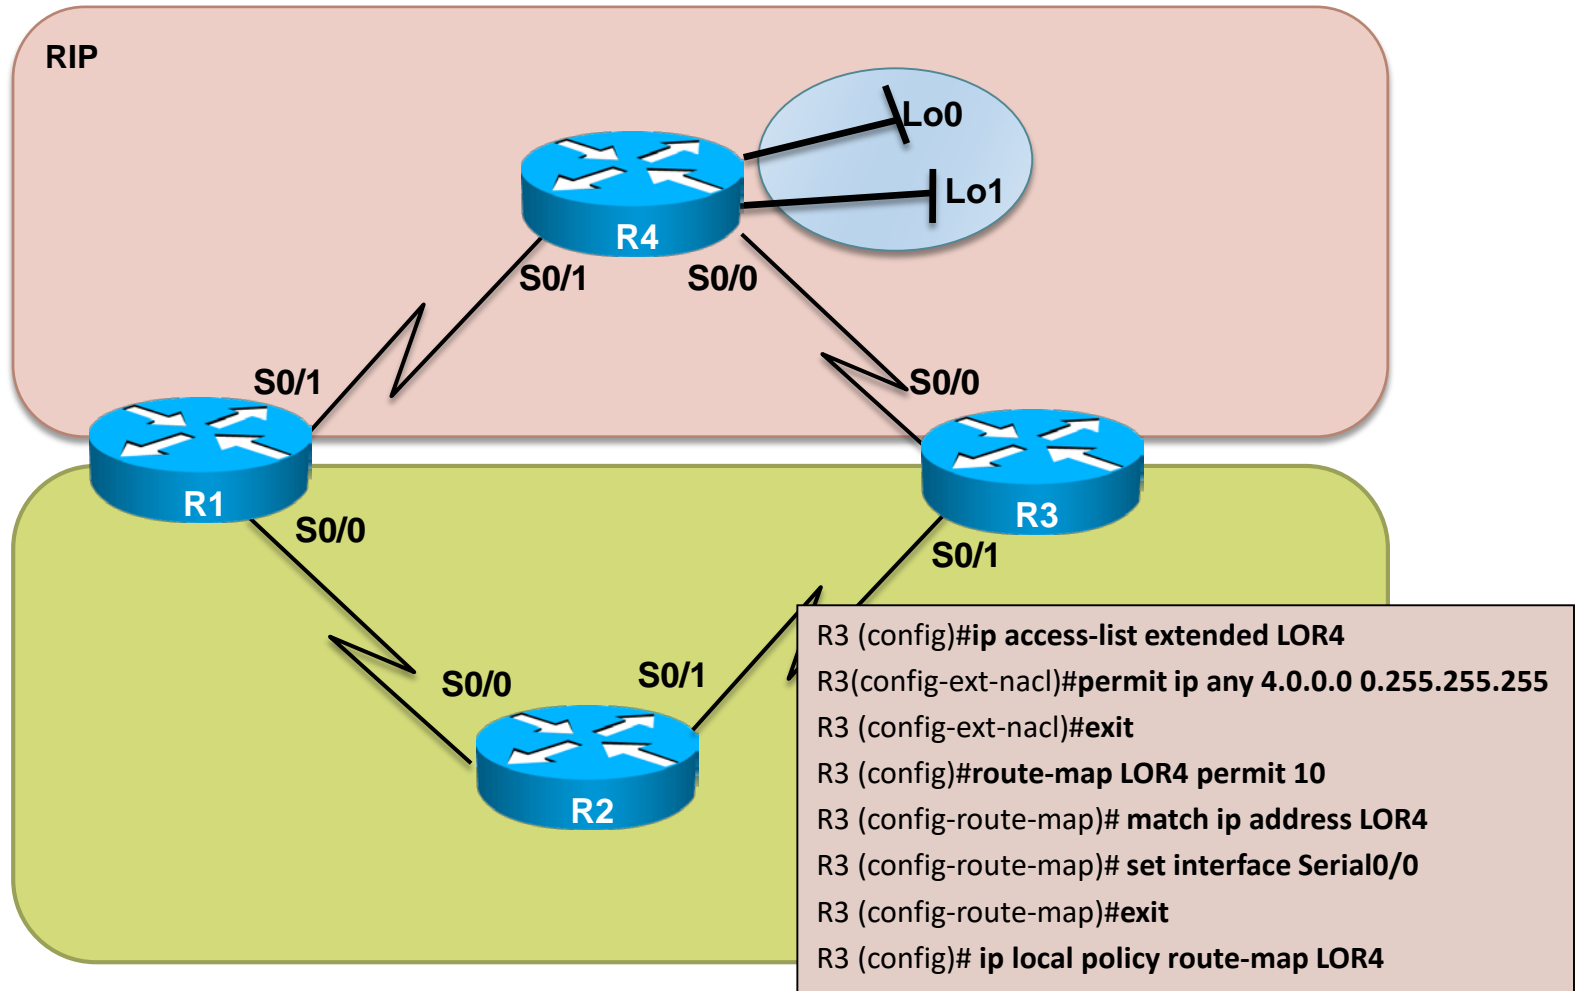 RIP
Lo0
Lo1
R4
S0/1
S0/0
S0/1
S0/0
R1
R3
S0/0
S0/1
S0/0
S0/1
R2
R3 (config)#ip access-list extended LOR4
R3(config-ext-nacl)#permit ip any 4.0.0.0 0.255.255.255
R3 (config-ext-nacl)#exit
R3 (config)#route-map LOR4 permit 10
R3 (config-route-map)# match ip address LOR4
R3 (config-route-map)# set interface Serial0/0
R3 (config-route-map)#exit
R3 (config)# ip local policy route-map LOR4